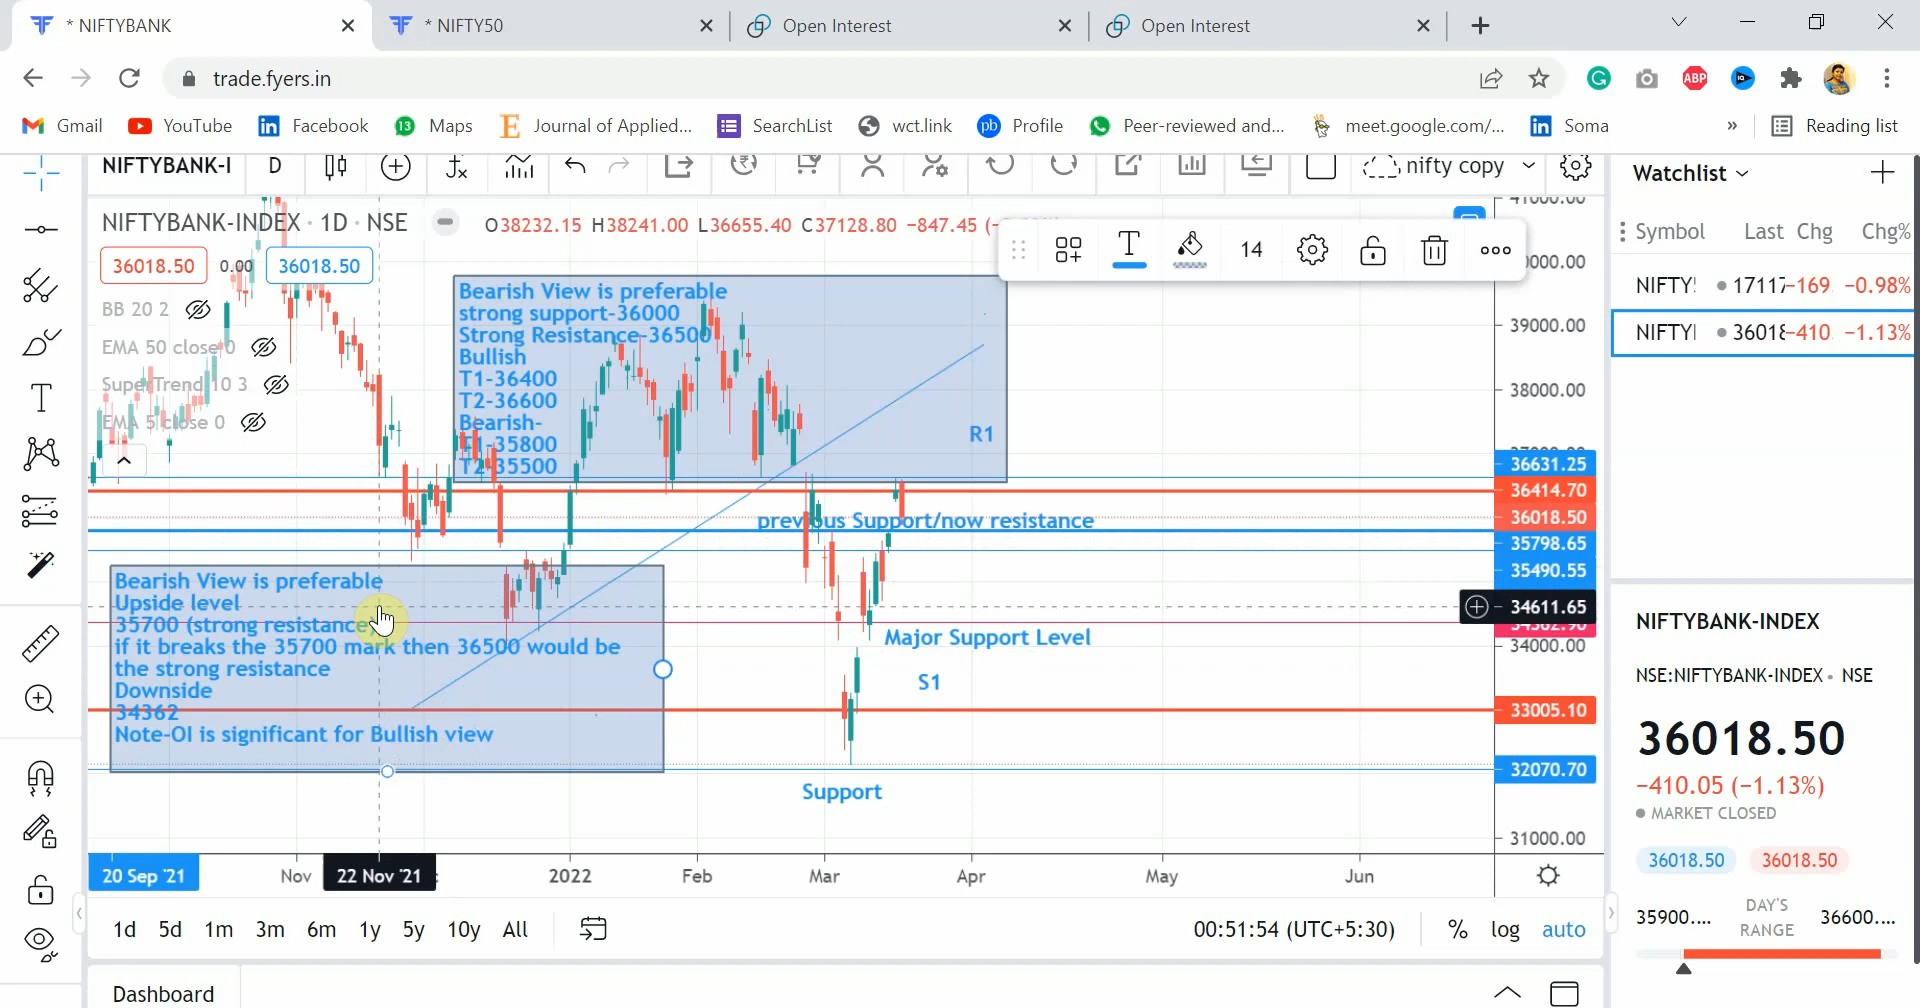 * NIFTYBANK
* NIFTY50
Open Interest
Open Interest
trade.fyers.in
Gmail
YouTube
Facebook
13
Maps
Journal of Applied...
SearchList
wct.link
pb
Profile
Peer-reviewed and...
meet.google.com/...
Soma
»
Reading list
NIFTYBANK-I
D
nifty copy
Watchlist
NIFTYBANK-INDEX · 1D · NSE
O38232.15 H38241.00 L36655.40 C37128.80 −847.45
Symbol Last Chg Chg%
36018.50
0.00
36018.50
14
BB 20 2
EMA 50 close 0
SuperTrend 10 3
EMA 5 close 0
NIFTY! 17117 −169 −0.98%
NIFTYI 36018 −410 −1.13%
Bearish View is preferable
strong support-36000
Strong Resistance-36500
Bullish
T1-36400
T2-36600
Bearish-
T1-35800
T2-35500
R1
previous Support/now resistance
Bearish View is preferable
Upside level
35700 (strong resistance)
if it breaks the 35700 mark then 36500 would be
the strong resistance
Downside
34362
Note-OI is significant for Bullish view
Major Support Level
S1
Support
41000.00
39000.00
38000.00
36631.25
36414.70
36018.50
35798.65
35490.55
34611.65
34000.00
33005.10
32070.70
31000.00
20 Sep '21
Nov
22 Nov '21
2022
Feb
Mar
Apr
May
Jun
1d 5d 1m 3m 6m 1y 5y 10y All
00:51:54 (UTC+5:30)
% log auto
Dashboard
NIFTYBANK-INDEX
NSE:NIFTYBANK-INDEX • NSE
36018.50
−410.05 (−1.13%)
MARKET CLOSED
36018.50
36018.50
35900....
DAY'S
RANGE
36600....